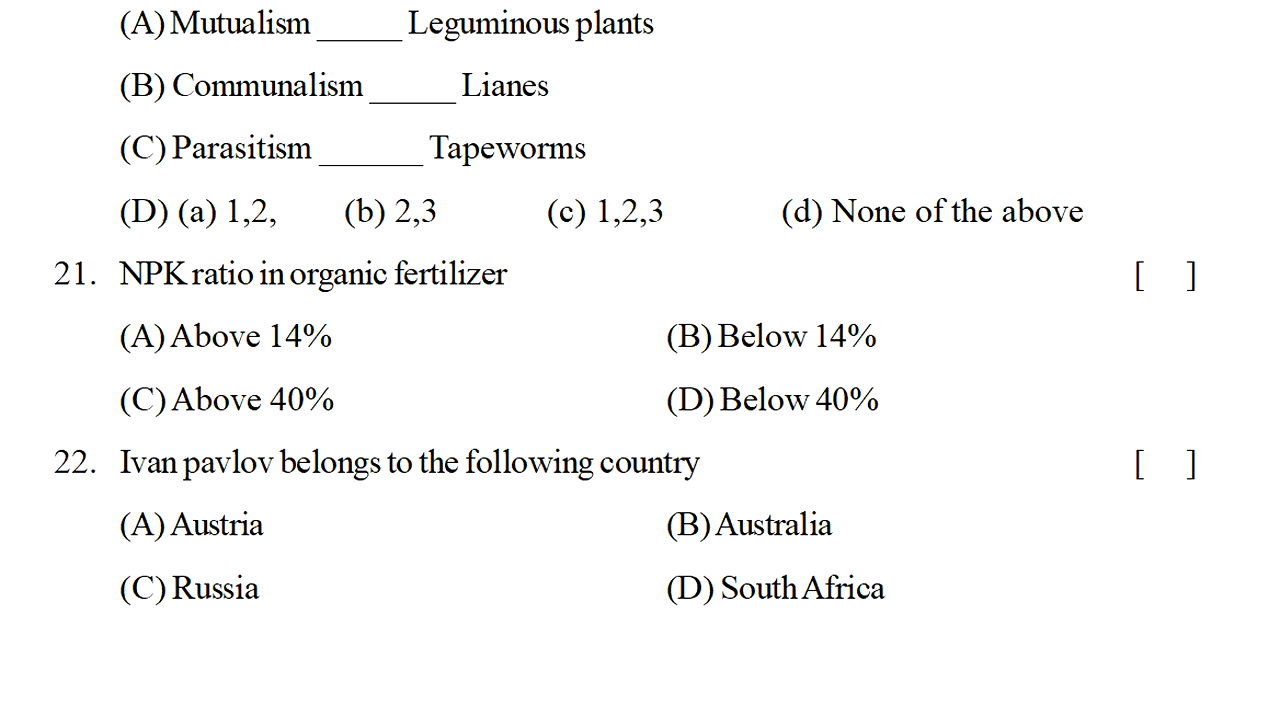 (A) Mutualism _____ Leguminous plants
(B) Communalism _____ Lianes
(C) Parasitism ______ Tapeworms
(D) (a) 1,2, (b) 2,3 (c) 1,2,3 (d) None of the above
21. NPK ratio in organic fertilizer [ ]
(A) Above 14% (B) Below 14%
(C) Above 40% (D) Below 40%
22. Ivan pavlov belongs to the following country [ ]
(A) Austria (B) Australia
(C) Russia (D) South Africa